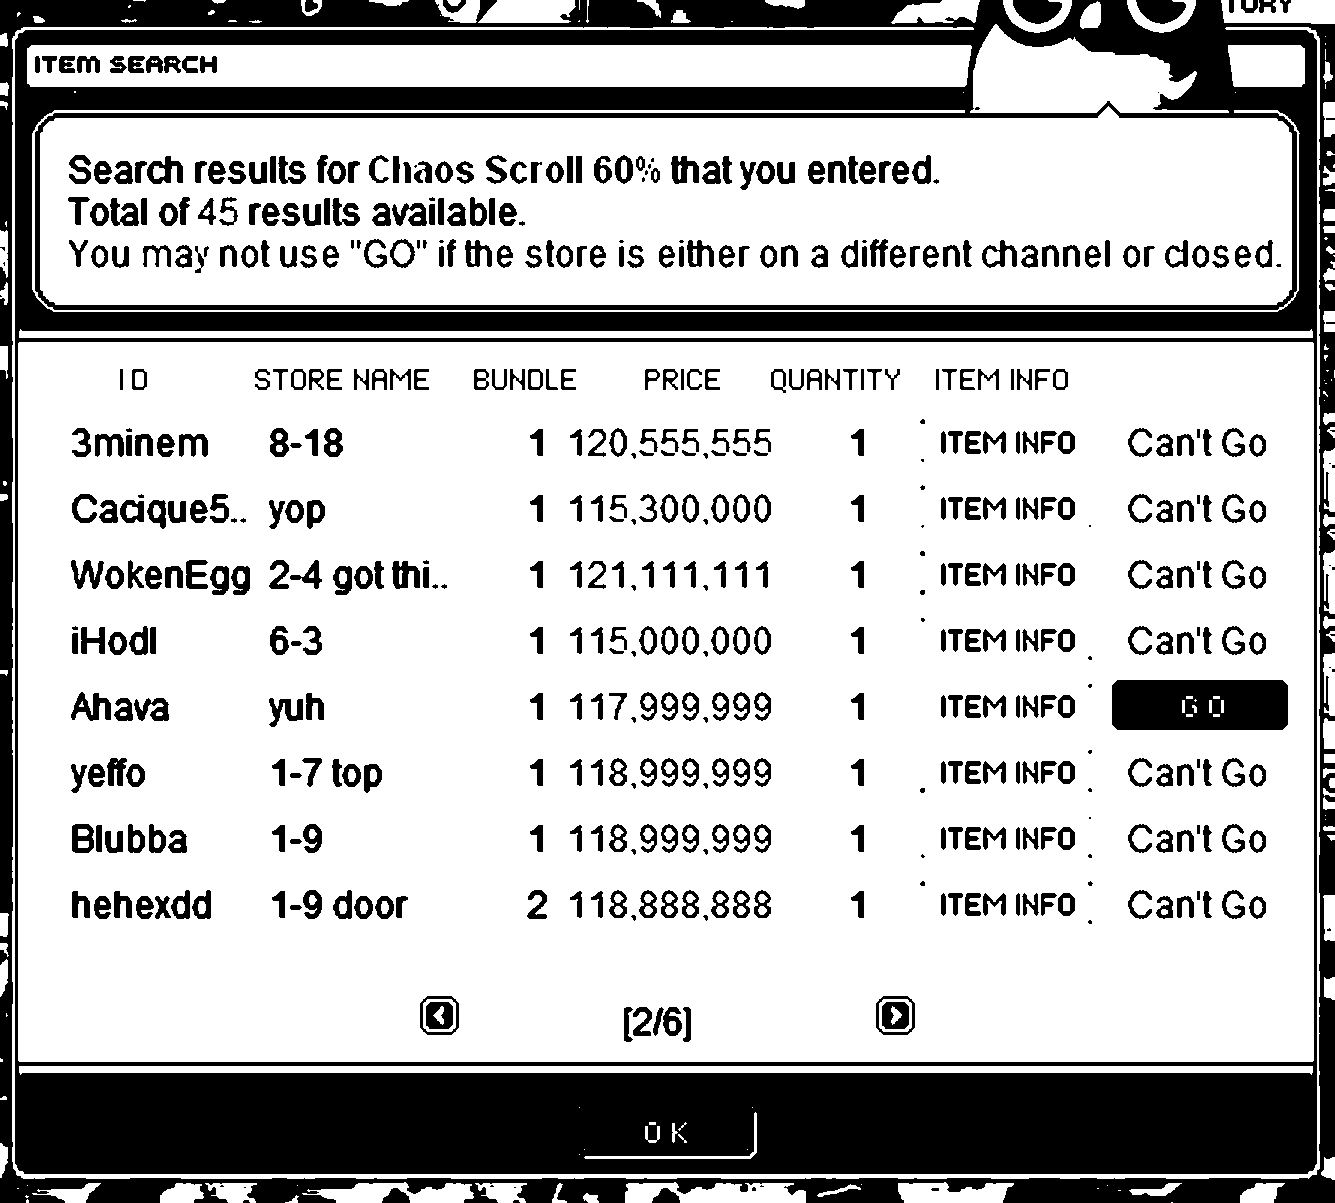 TORY
ITEM SEARCH
Search results for Chaos Scroll 60% that you entered.
Total of 45 results available.
You may not use "GO" if the store is either on a different channel or closed.
ID STORE NAME BUNDLE PRICE QUANTITY ITEM INFO
3minem 8-18 1 120,555,555 1 ITEM INFO Can't Go
Cacique5.. yop 1 115,300,000 1 ITEM INFO Can't Go
WokenEgg 2-4 got thi.. 1 121,111,111 1 ITEM INFO Can't Go
iHodl 6-3 1 115,000,000 1 ITEM INFO Can't Go
Ahava yuh 1 117,999,999 1 ITEM INFO GO
yeffo 1-7 top 1 118,999,999 1 ITEM INFO Can't Go
Blubba 1-9 1 118,999,999 1 ITEM INFO Can't Go
hehexdd 1-9 door 2 118,888,888 1 ITEM INFO Can't Go
[2/6]
OK